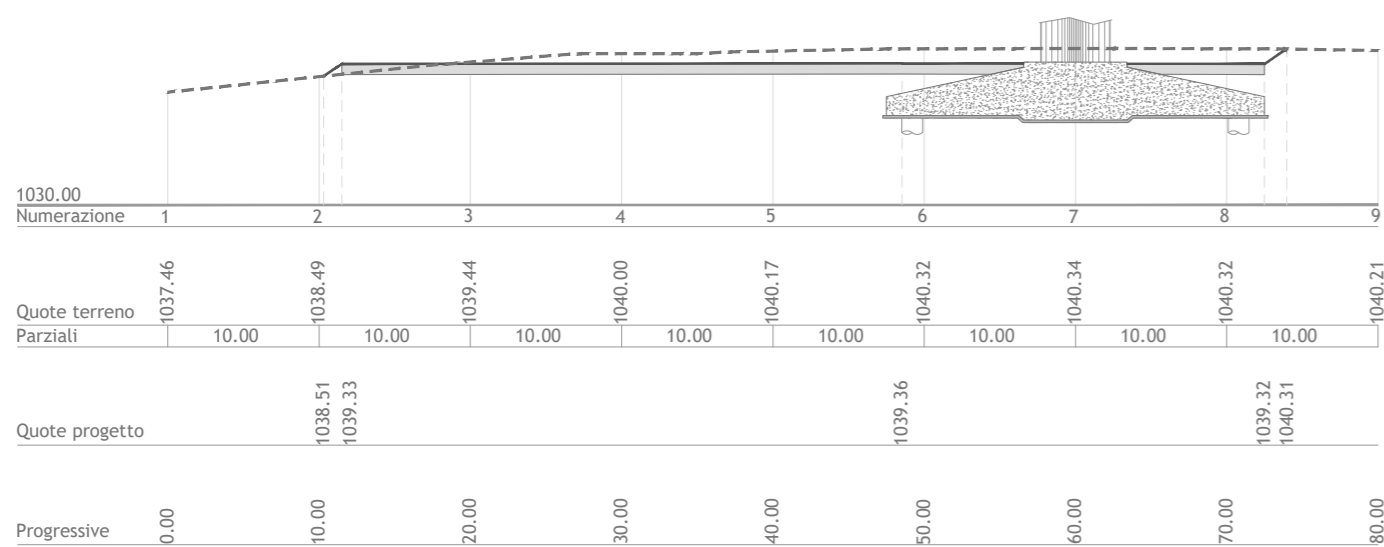 1030.00
Numerazione 1 2 3 4 5 6 7 8 9
Quote terreno 1037.46 1038.49 1039.44 1040.00 1040.17 1040.32 1040.34 1040.32 1040.21
Parziali 10.00 10.00 10.00 10.00 10.00 10.00 10.00 10.00
Quote progetto 1038.51 1039.33 1039.36 1039.32 1040.31
Progressive 0.00 10.00 20.00 30.00 40.00 50.00 60.00 70.00 80.00